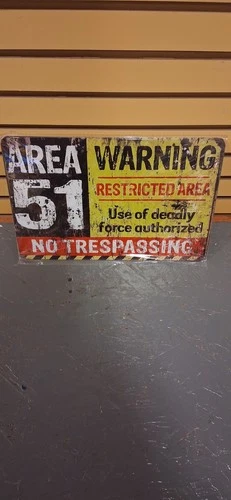 AREA
51
WARNING
RESTRICTED AREA
Use of deadly
force authorized
NO TRESPASSING